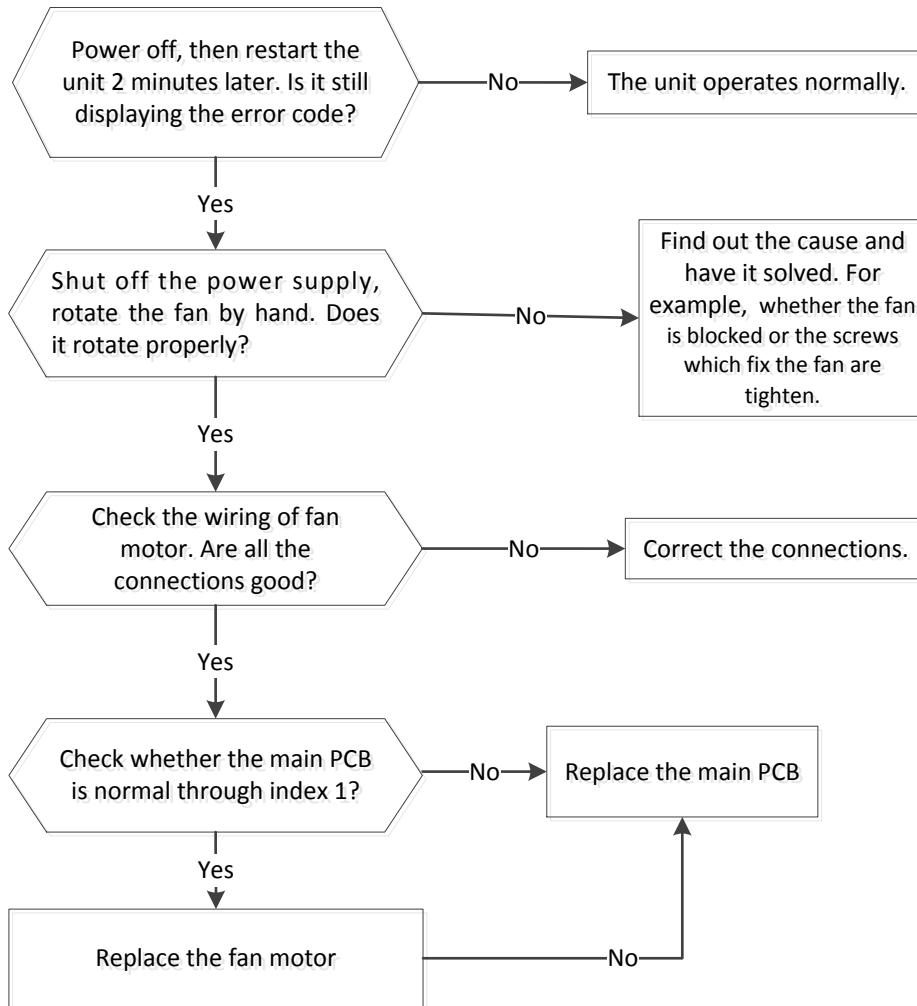 Power off, then restart the
unit 2 minutes later. Is it still
displaying the error code?
No
The unit operates normally.
Yes
Shut off the power supply,
rotate the fan by hand. Does
it rotate properly?
No
Find out the cause and
have it solved. For
example, whether the fan
is blocked or the screws
which fix the fan are
tighten.
Yes
Check the wiring of fan
motor. Are all the
connections good?
No
Correct the connections.
Yes
Check whether the main PCB
is normal through index 1?
No
Replace the main PCB
Yes
Replace the fan motor
No